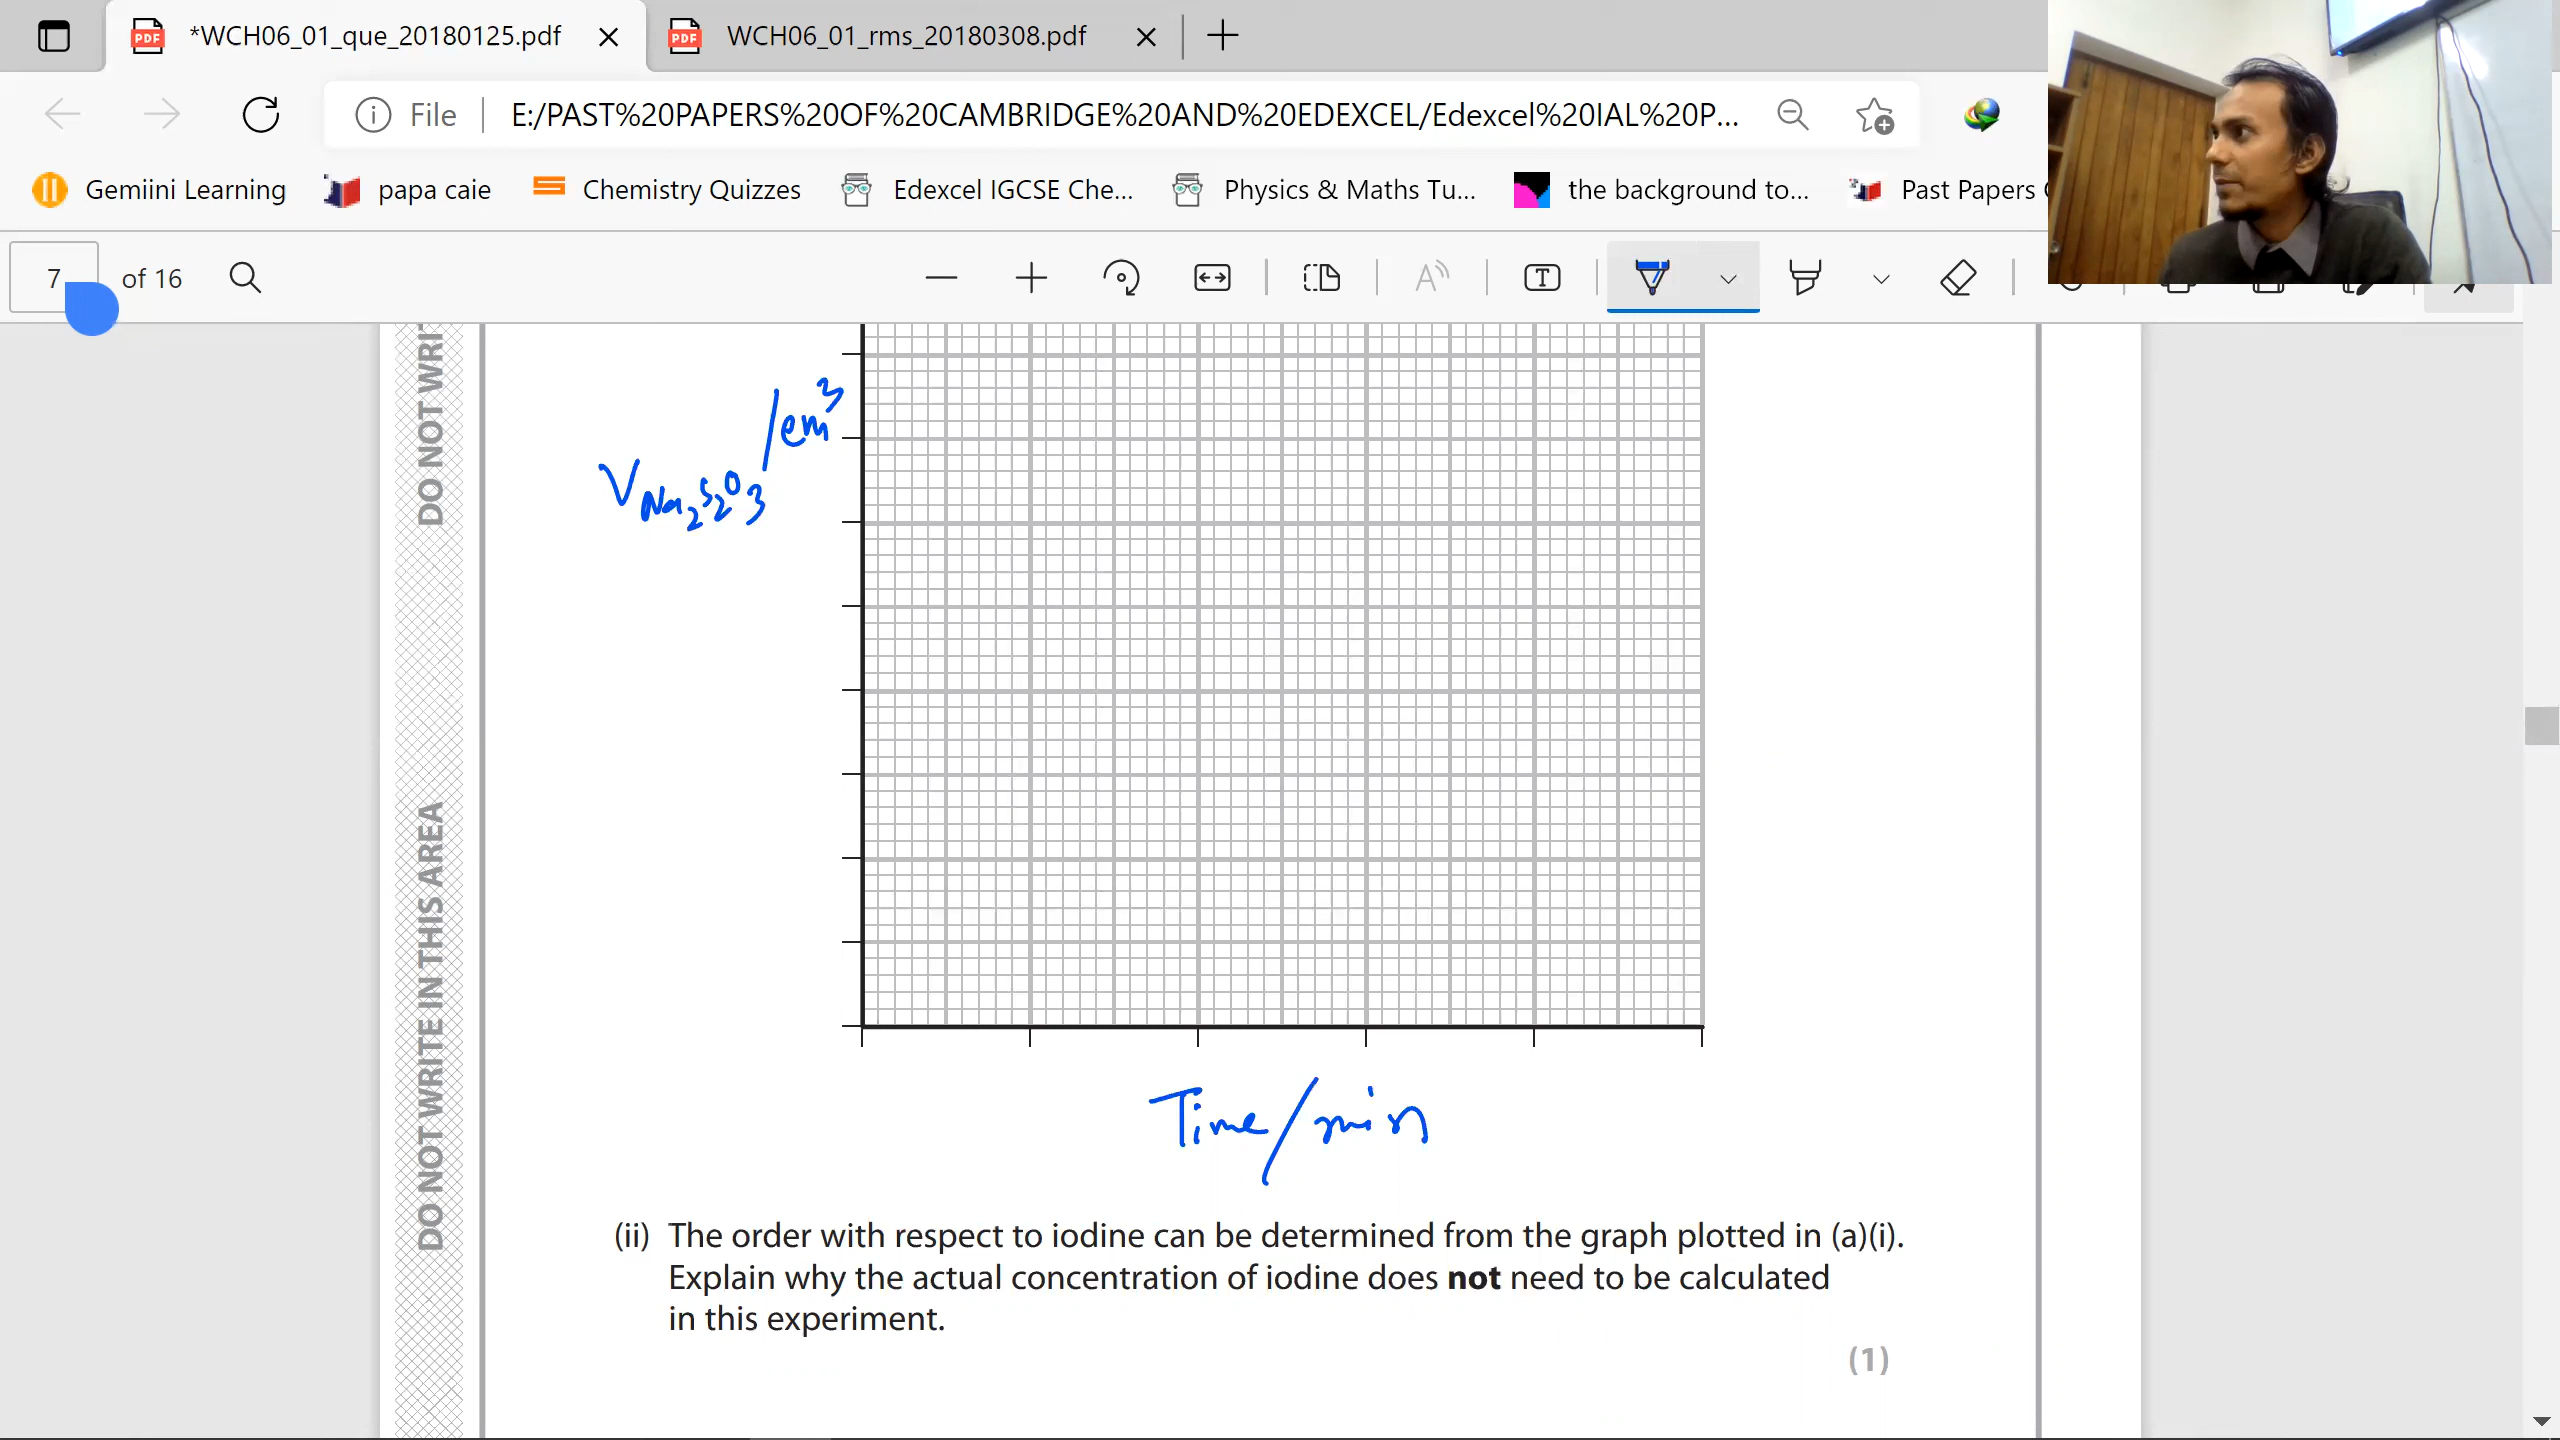 *WCH06_01_que_20180125.pdf
WCH06_01_rms_20180308.pdf
File
E:/PAST%20PAPERS%20OF%20CAMBRIDGE%20AND%20EDEXCEL/Edexcel%20IAL%20P...
Gemiini Learning
papa caie
Chemistry Quizzes
Edexcel IGCSE Che...
Physics & Maths Tu...
the background to...
Past Papers
7 of 16
DO NOT WRI
V Na2S2O3 /cm3
DO NOT WRITE IN THIS AREA
Time/min
(ii) The order with respect to iodine can be determined from the graph plotted in (a)(i).
Explain why the actual concentration of iodine does not need to be calculated
in this experiment.
(1)